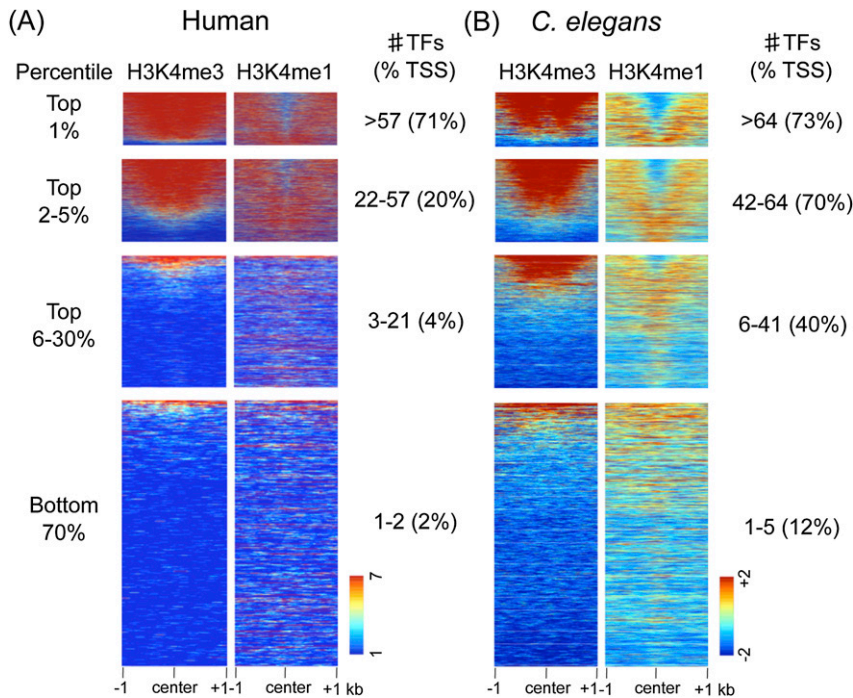 (A) Human
♯TFs
(% TSS)
Percentile H3K4me3 H3K4me1
Top
1%
>57 (71%)
Top
2-5%
22-57 (20%)
Top
6-30%
3-21 (4%)
Bottom
70%
1-2 (2%)
7
1
-1 center +1 -1 center +1 kb
(B) C. elegans
♯TFs
(% TSS)
H3K4me3 H3K4me1
>64 (73%)
42-64 (70%)
6-41 (40%)
1-5 (12%)
+2
-2
-1 center +1 -1 center +1 kb